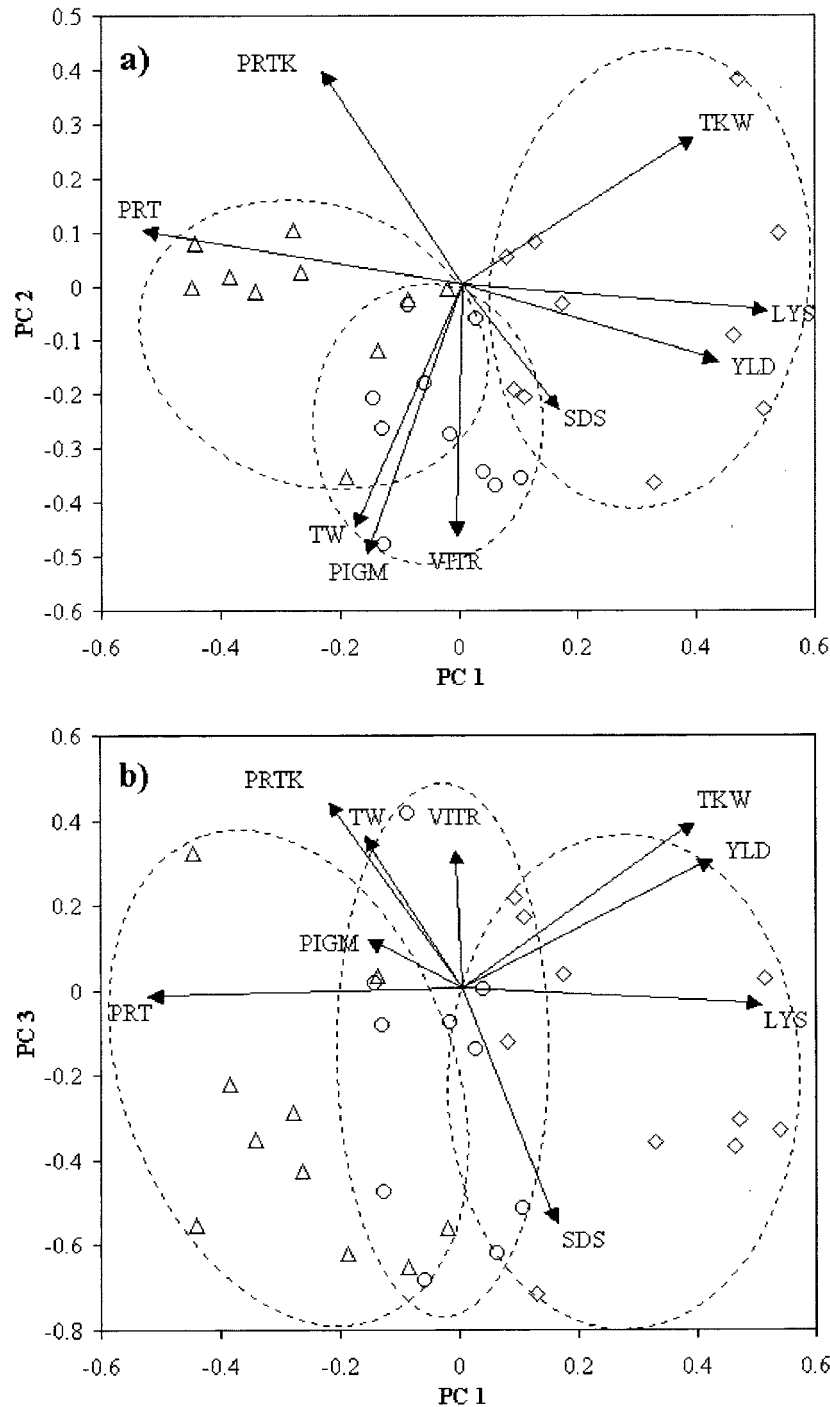 a)
0.5
0.4
0.3
0.2
0.1
0
-0.1
-0.2
-0.3
-0.4
-0.5
-0.6
PC 2
PRTK
TKW
PRT
LYS
YLD
SDS
TW
PIGM
VITR
-0.6
-0.4
-0.2
0
0.2
0.4
0.6
PC 1
b)
0.6
0.4
0.2
0
-0.2
-0.4
-0.6
-0.8
PC 3
PRTK
TW
VITR
TKW
YLD
PIGM
PRT
LYS
SDS
-0.6
-0.4
-0.2
0
0.2
0.4
0.6
PC 1